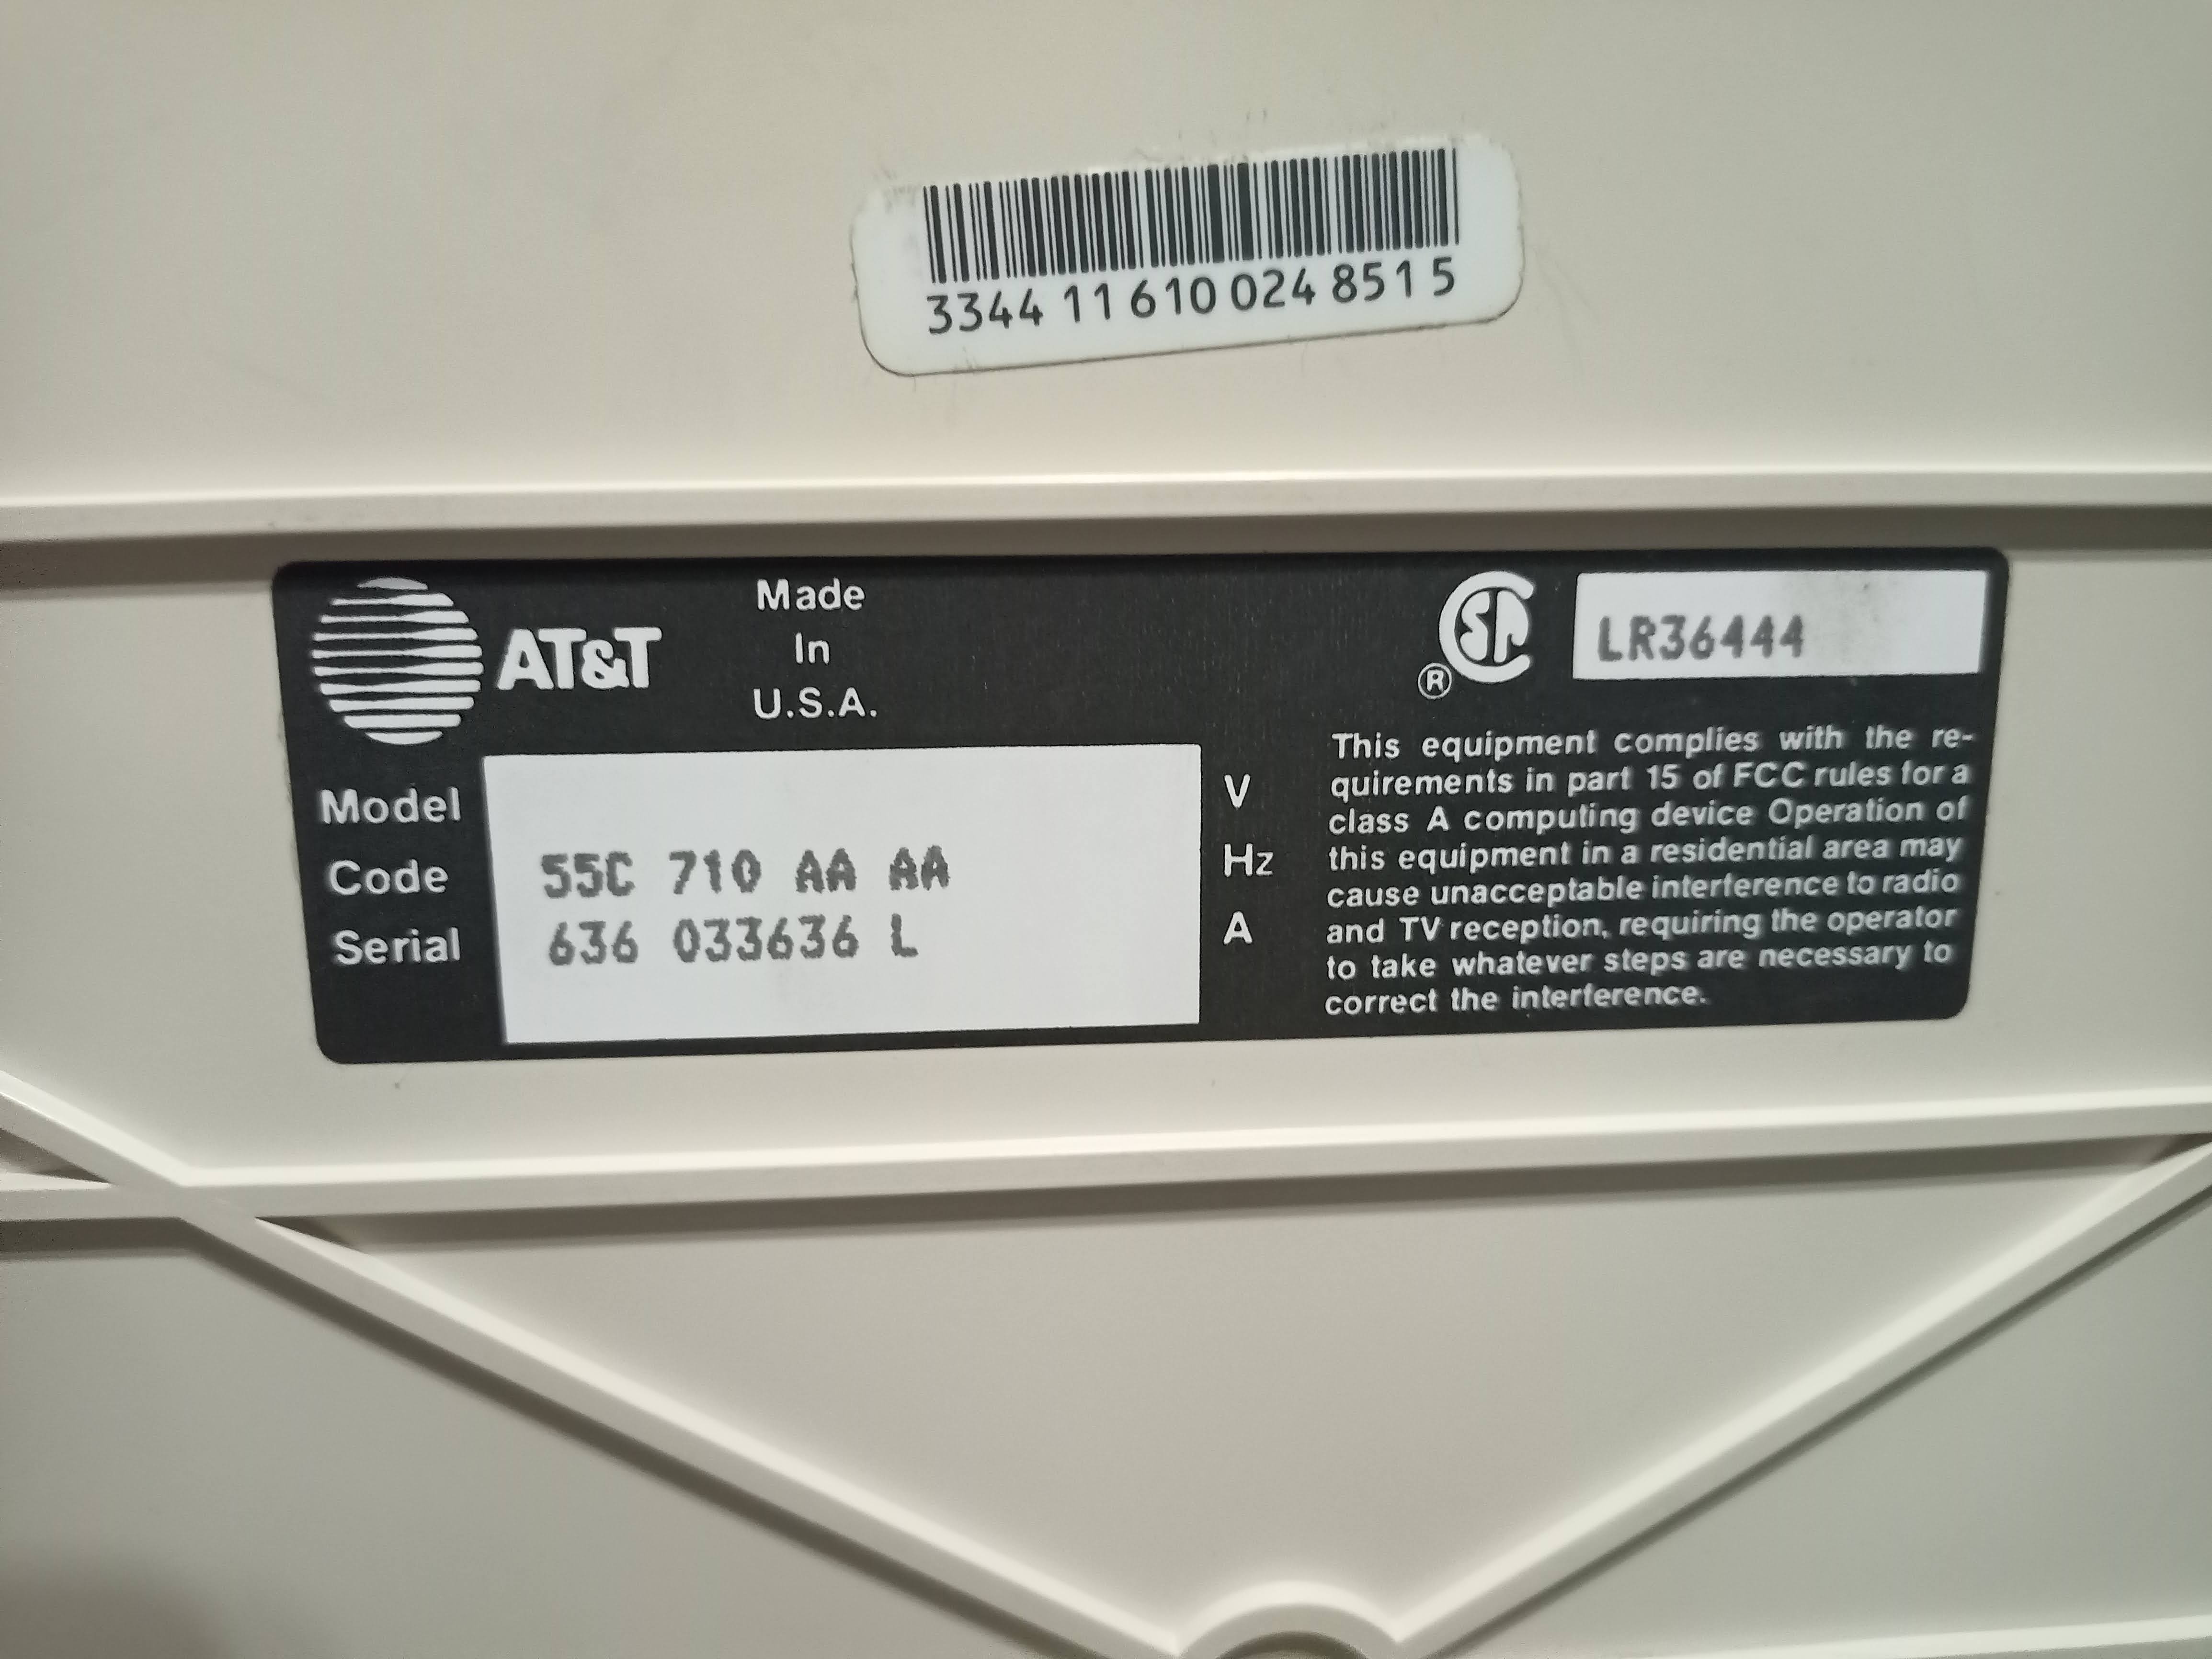 3344 11 610 024 851 5
AT&T
Made
In
U.S.A.
SA
LR36444
®
Model
Code 55C 710 AA AA
Serial 636 033636 L
V
Hz
A
This equipment complies with the re-
quirements in part 15 of FCC rules for a
class A computing device Operation of
this equipment in a residential area may
cause unacceptable interference to radio
and TV reception, requiring the operator
to take whatever steps are necessary to
correct the interference.